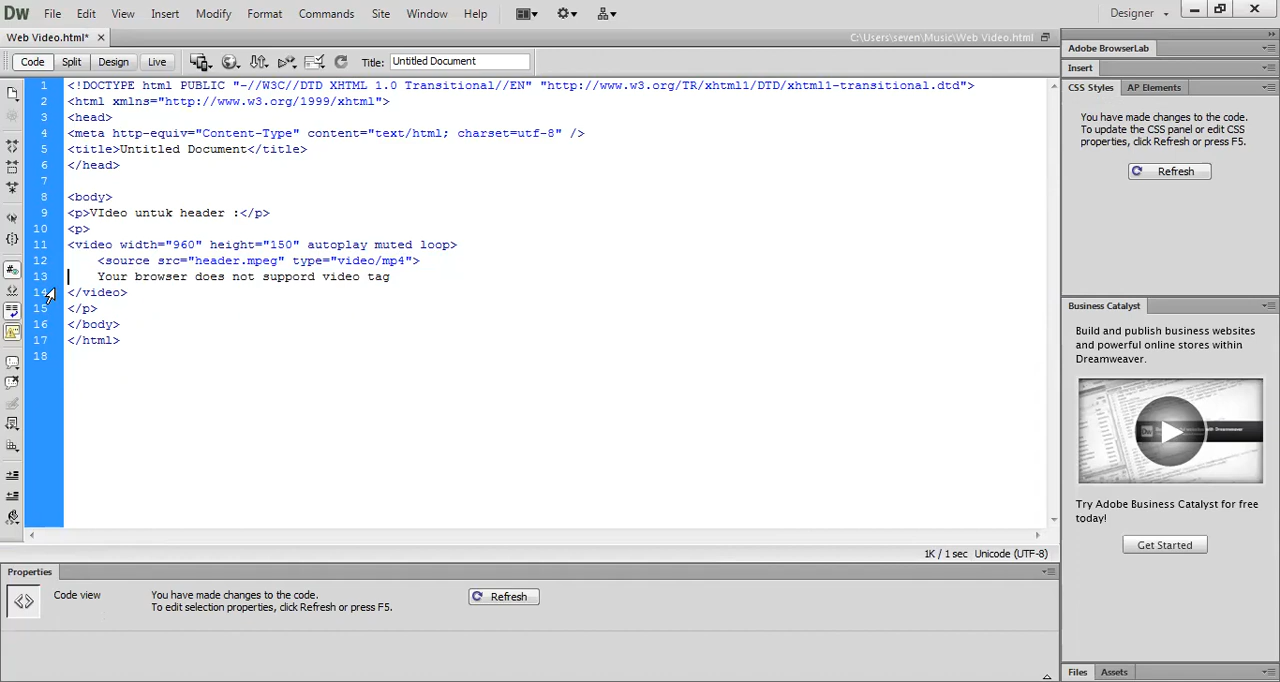 DW File Edit View Insert Modify Format Commands Site Window Help Designer
Web Video.html* C:\Users\seven\Music\Web Video.html
Code Split Design Live Title: Untitled Document
1 <!DOCTYPE html PUBLIC "-//W3C//DTD XHTML 1.0 Transitional//EN" "http://www.w3.org/TR/xhtml1/DTD/xhtml1-transitional.dtd">
2 <html xmlns="http://www.w3.org/1999/xhtml">
3 <head>
4 <meta http-equiv="Content-Type" content="text/html; charset=utf-8" />
5 <title>Untitled Document</title>
6 </head>
7
8 <body>
9 <p>VIdeo untuk header :</p>
10 <p>
11 <video width="960" height="150" autoplay muted loop>
12 <source src="header.mpeg" type="video/mp4">
13 Your browser does not suppord video tag
14 </video>
15 </p>
16 </body>
17 </html>
18
1K / 1 sec Unicode (UTF-8)
Properties
Code view
You have made changes to the code.
To edit selection properties, click Refresh or press F5.
Refresh
Adobe BrowserLab
Insert
CSS Styles AP Elements
You have made changes to the code.
To update the CSS panel or edit CSS
properties, click Refresh or press F5.
Refresh
Business Catalyst
Build and publish business websites
and powerful online stores within
Dreamweaver.
Try Adobe Business Catalyst for free
today!
Get Started
Files Assets